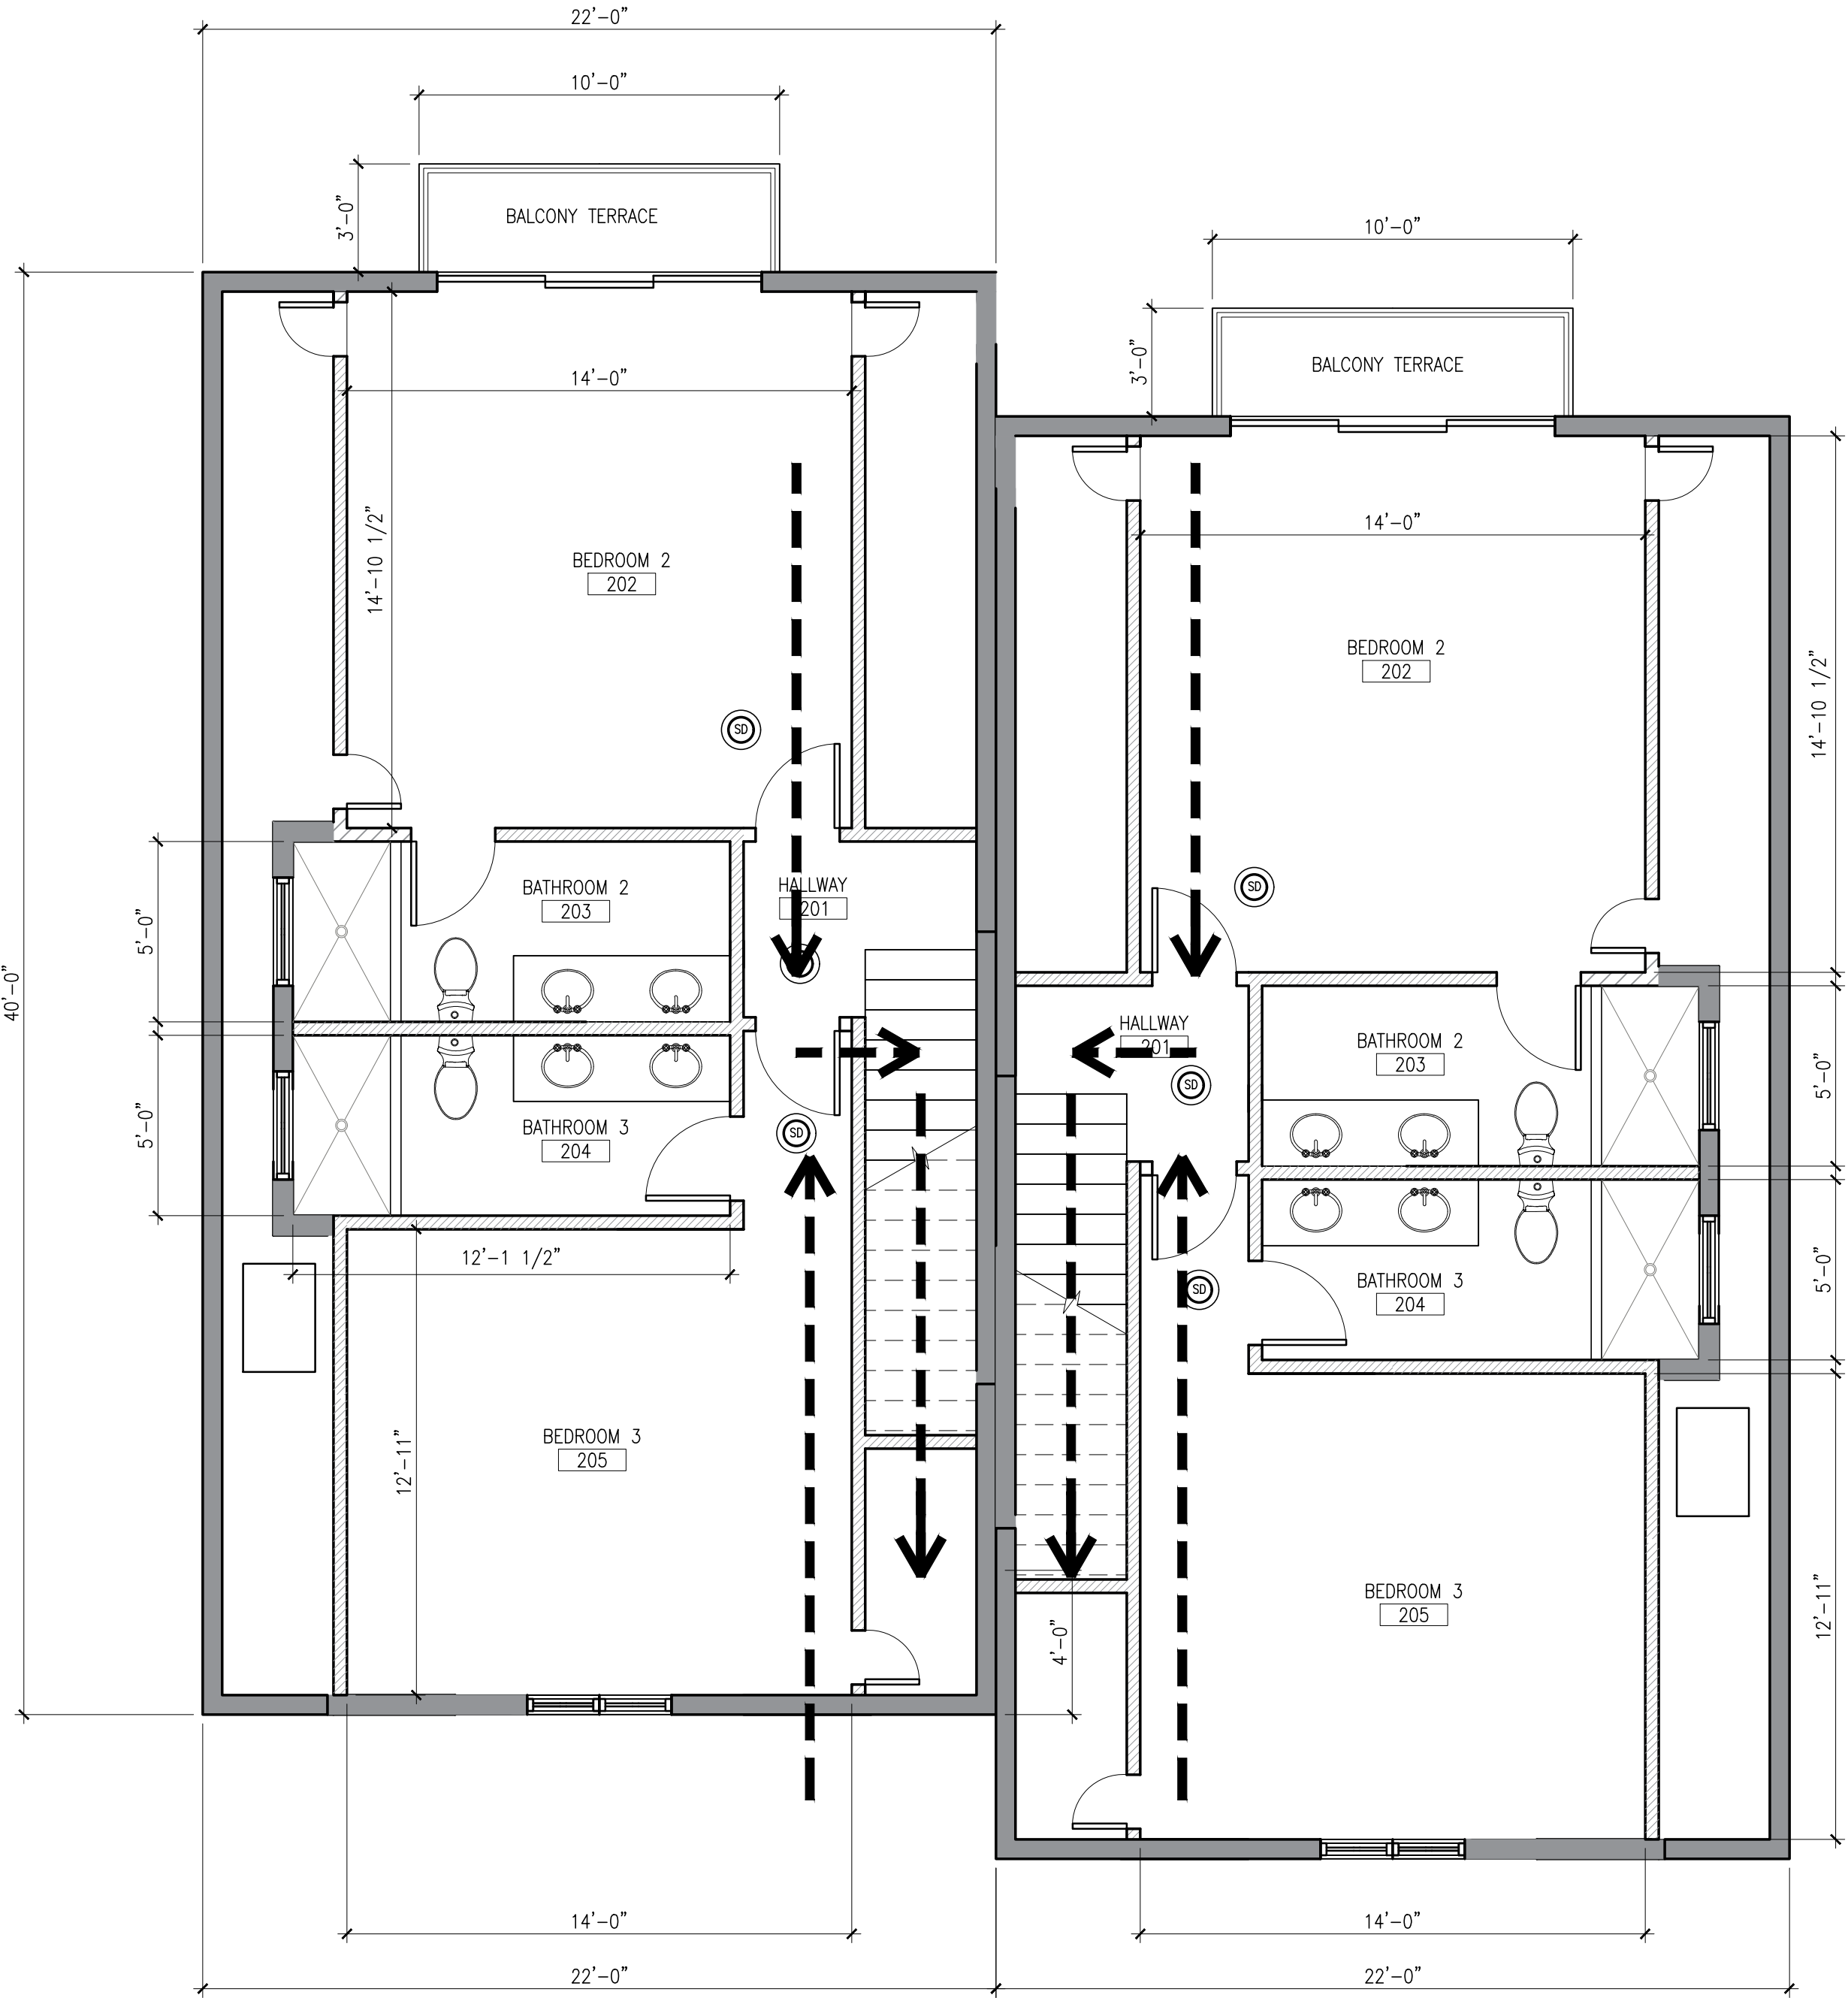 22'-0"
10'-0"
3'-0"
BALCONY TERRACE
10'-0"
3'-0"
BALCONY TERRACE
14'-0"
14'-10 1/2"
14'-0"
BEDROOM 2
202
BEDROOM 2
202
14'-10 1/2"
SD
SD
HALLWAY
201
BATHROOM 2
203
5'-0"
40'-0"
HALLWAY
201
BATHROOM 2
203
SD
5'-0"
5'-0"
BATHROOM 3
204
SD
12'-1 1/2"
BATHROOM 3
204
SD
5'-0"
BEDROOM 3
205
12'-11"
BEDROOM 3
205
12'-11"
4'-0"
14'-0"
14'-0"
22'-0"
22'-0"